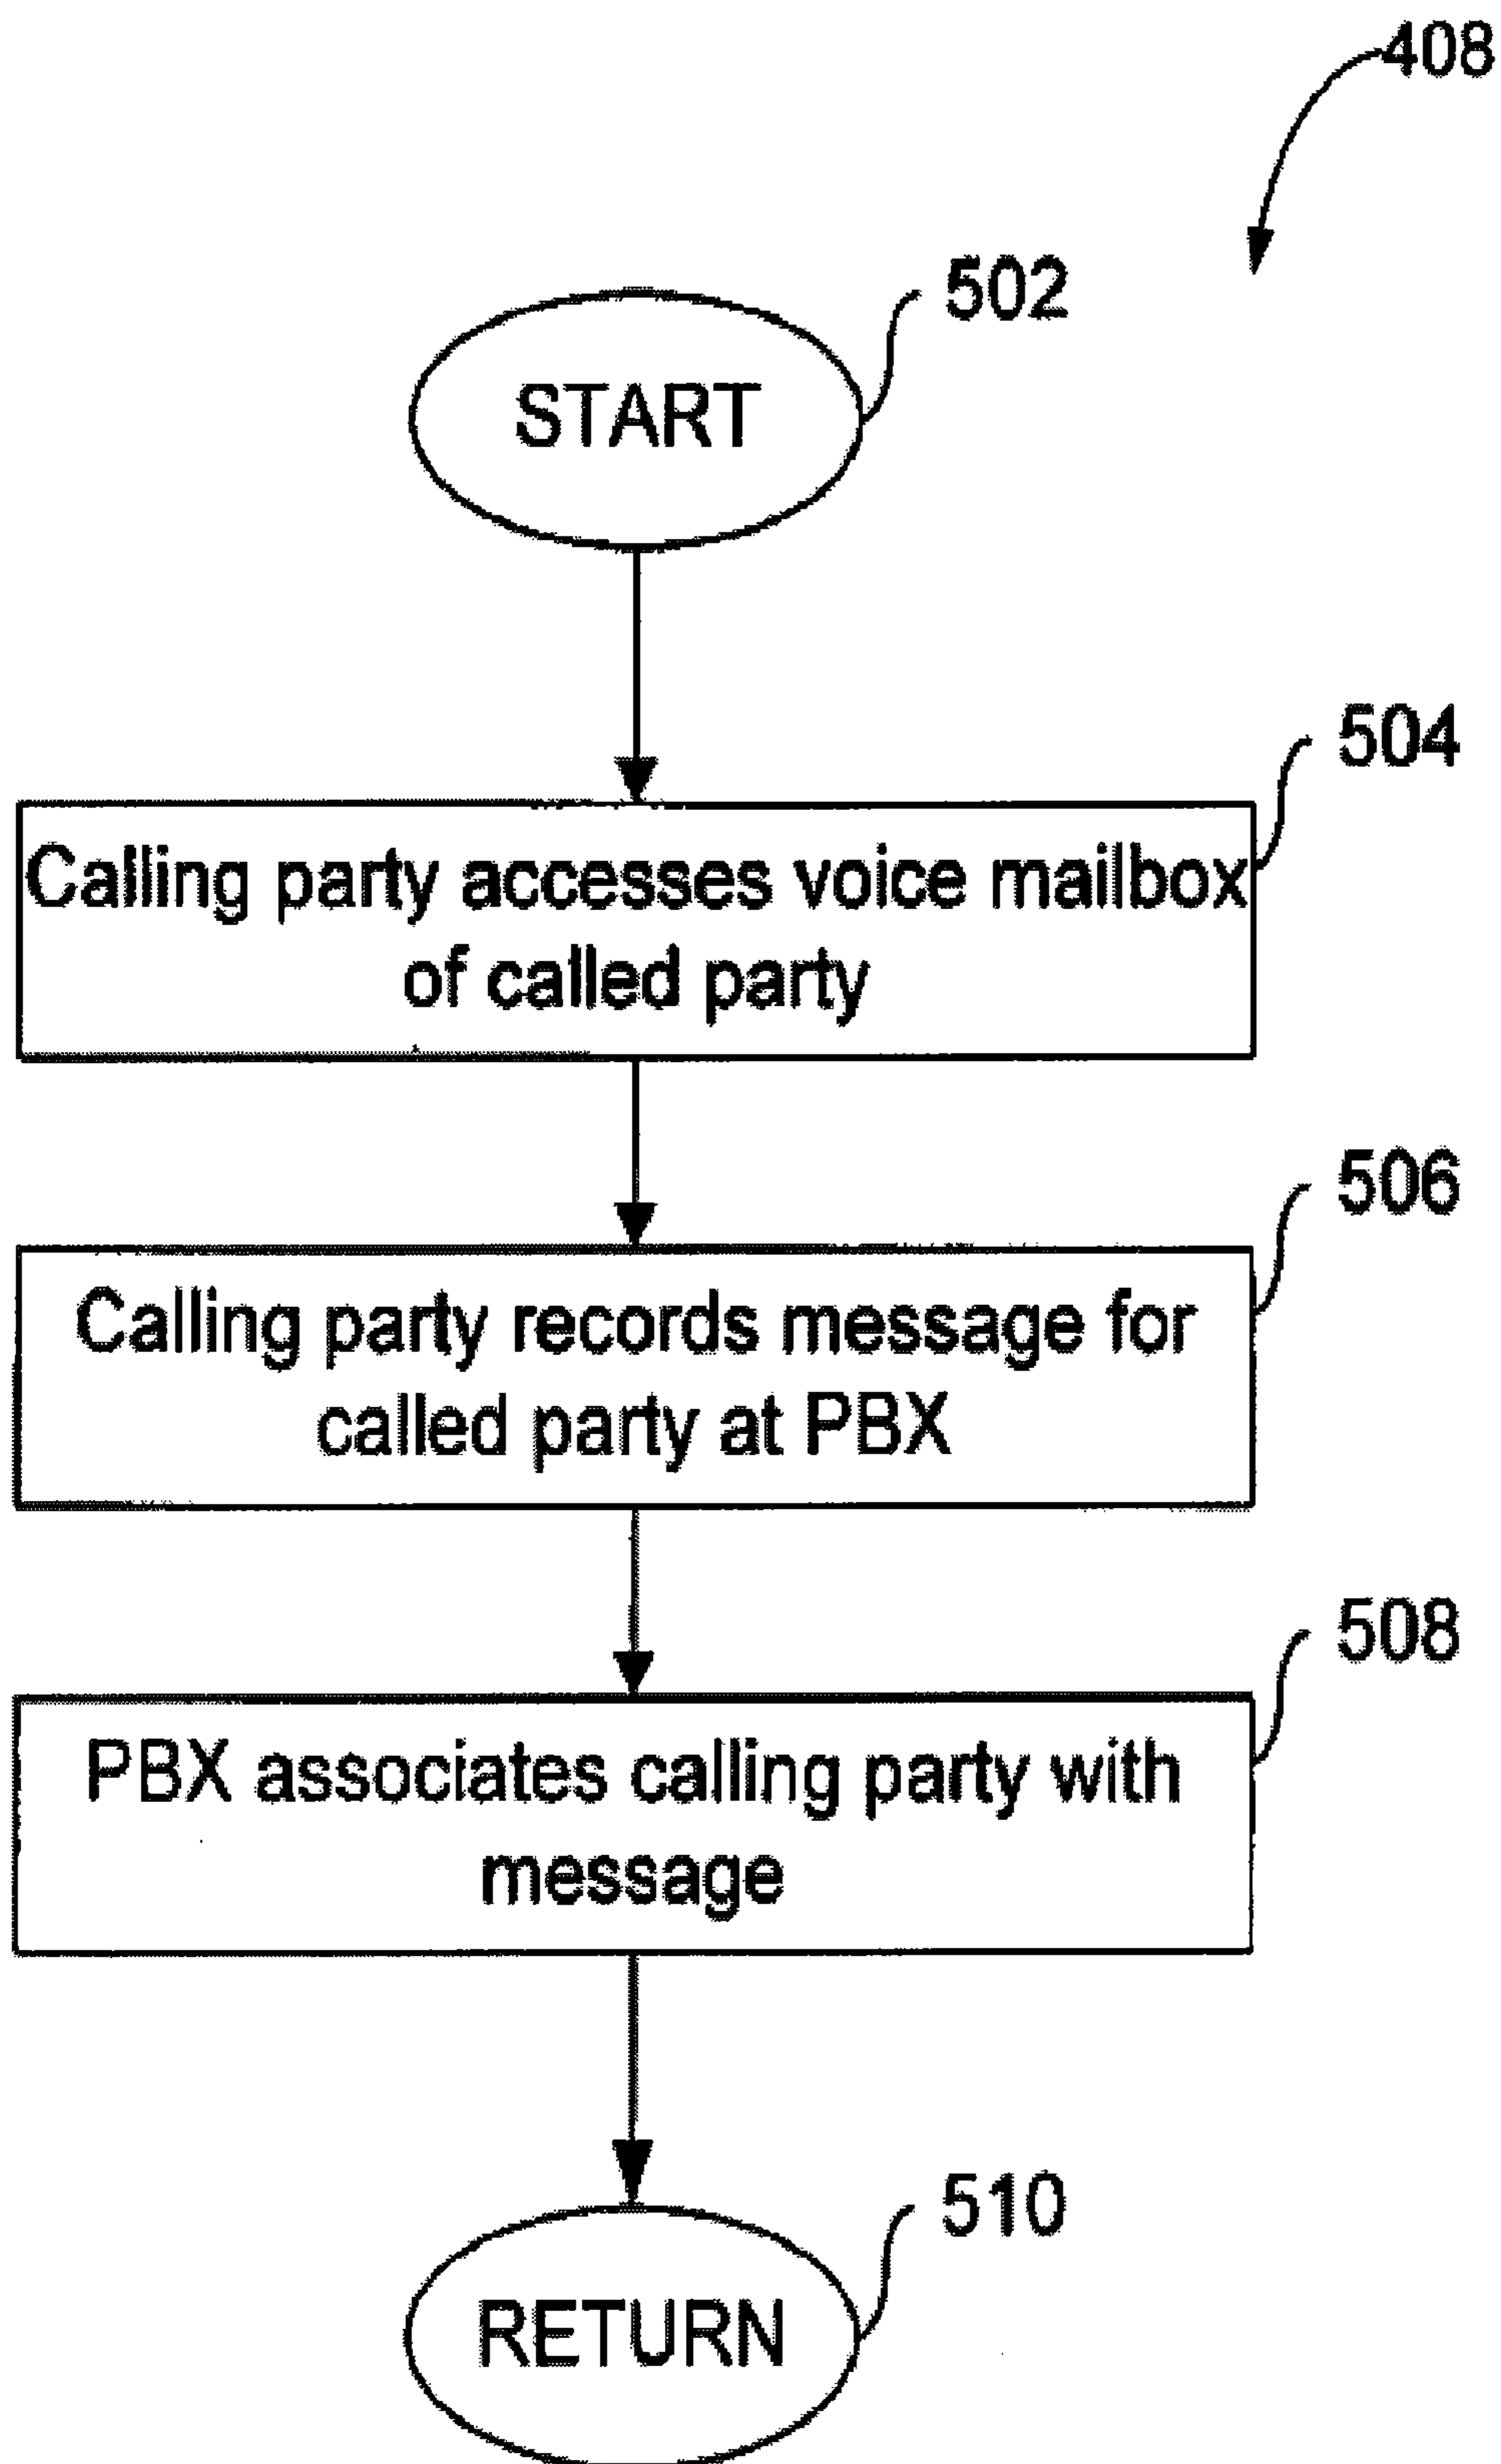 408
502
START
504
Calling party accesses voice mailbox
of called party
506
Calling party records message for
called party at PBX
508
PBX associates calling party with
message
510
RETURN